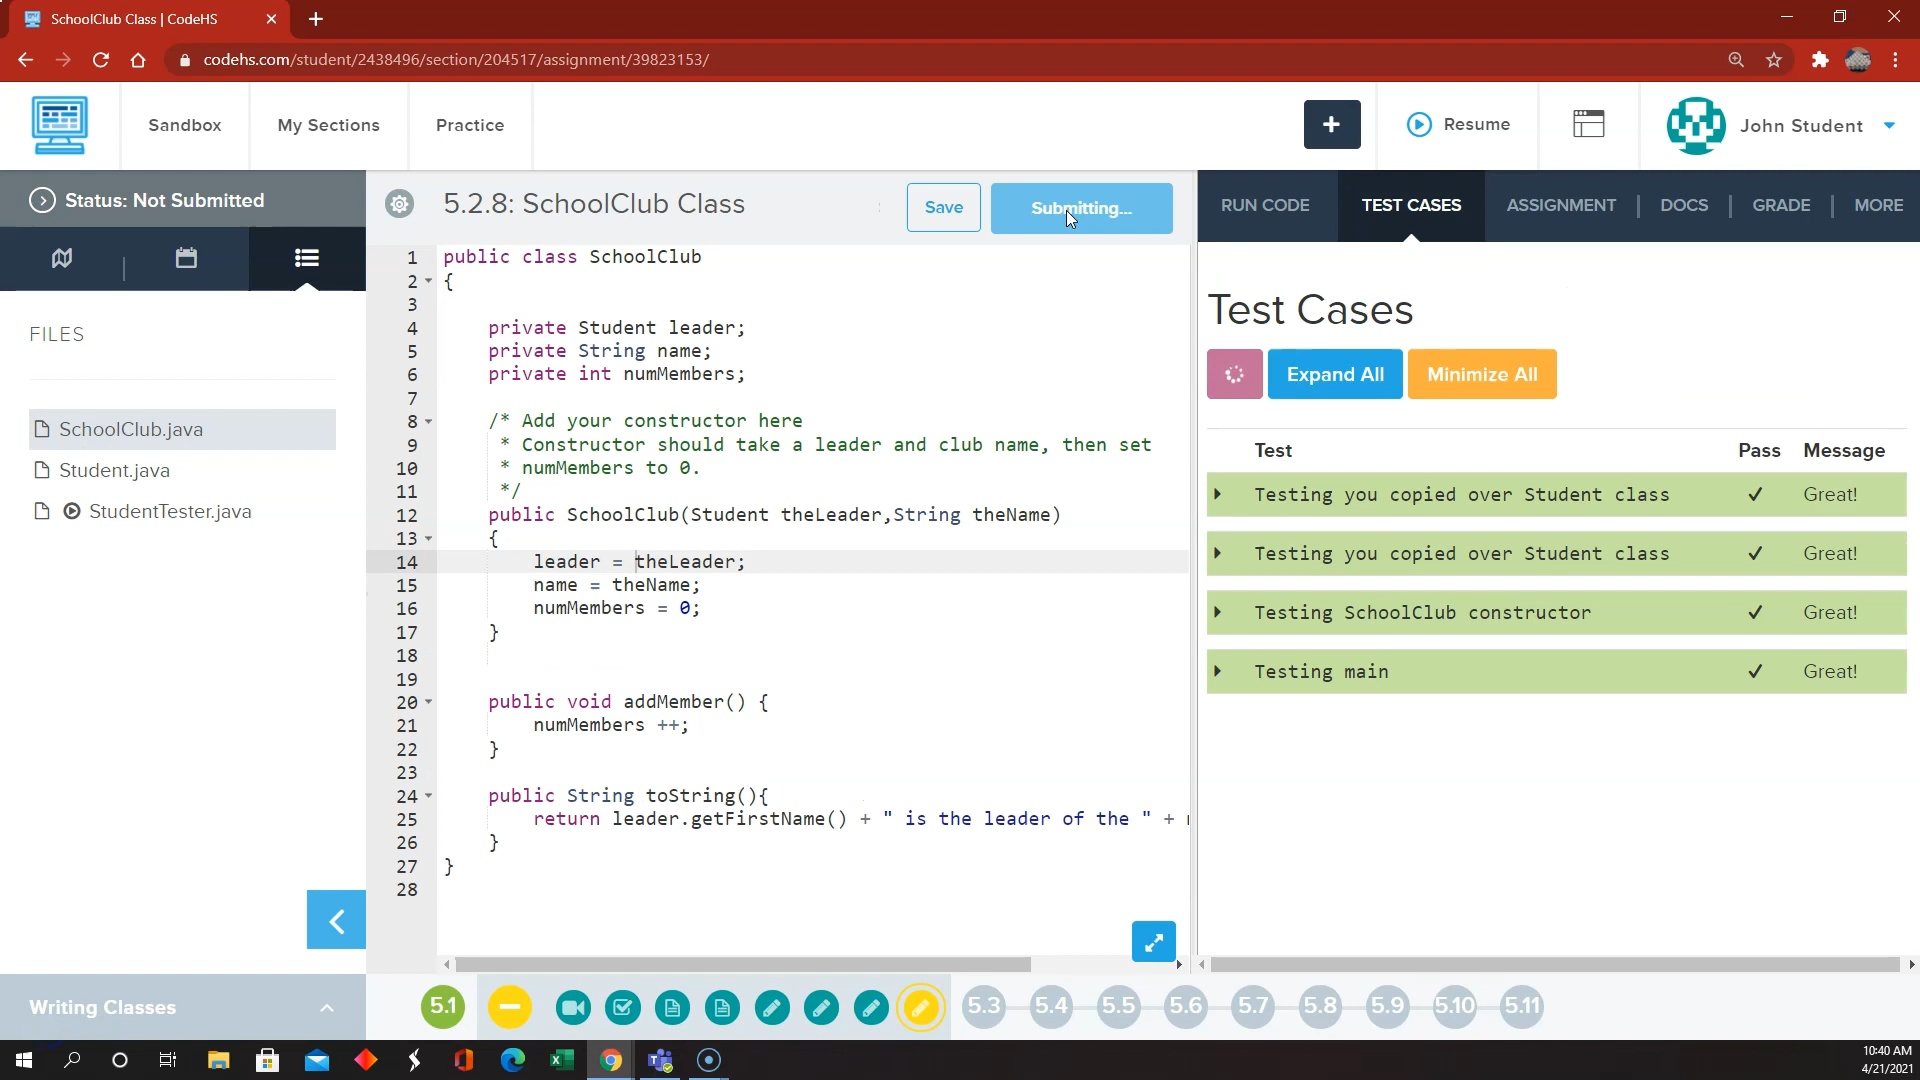 SchoolClub Class | CodeHS
codehs.com/student/2438496/section/204517/assignment/39823153/
Sandbox
My Sections
Practice
+
Resume
John Student
Status: Not Submitted
5.2.8: SchoolClub Class
Save
Submitting...
RUN CODE
TEST CASES
ASSIGNMENT
DOCS
GRADE
MORE
FILES
SchoolClub.java
Student.java
StudentTester.java
1 public class SchoolClub
2 {
3
4 private Student leader;
5 private String name;
6 private int numMembers;
7
8 /* Add your constructor here
9 * Constructor should take a leader and club name, then set
10 * numMembers to 0.
11 */
12 public SchoolClub(Student theLeader,String theName)
13 {
14 leader = theLeader;
15 name = theName;
16 numMembers = 0;
17 }
18
19
20 public void addMember() {
21 numMembers ++;
22 }
23
24 public String toString(){
25 return leader.getFirstName() + " is the leader of the " +
26 }
27 }
28
Test Cases
Expand All
Minimize All
Test Pass Message
Testing you copied over Student class ✓ Great!
Testing you copied over Student class ✓ Great!
Testing SchoolClub constructor ✓ Great!
Testing main ✓ Great!
Writing Classes
5.1
5.3
5.4
5.5
5.6
5.7
5.8
5.9
5.10
5.11
10:40 AM
4/21/2021